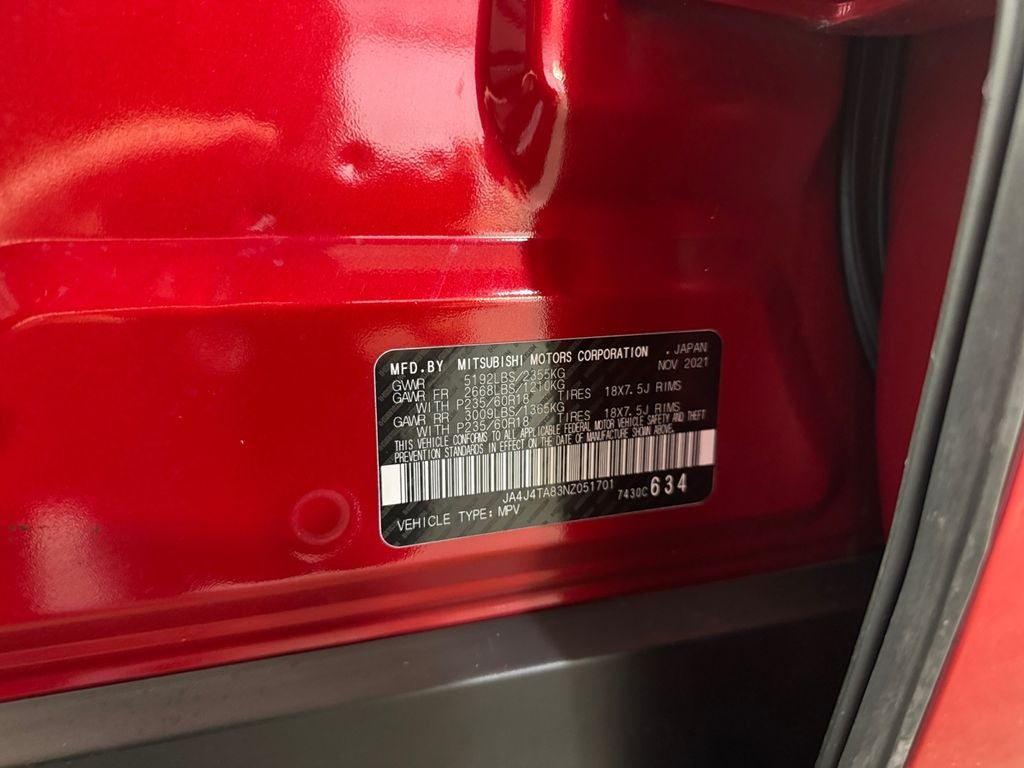 MFD.BY MITSUBISHI MOTORS CORPORATION , JAPAN
GVWR 5192LBS/2355KG NOV 2021
GAWR FR 2668LBS/1210KG
WITH P235/60R18 TIRES 18X7.5J RIMS
GAWR RR 3009LBS/1365KG
WITH P235/60R18 TIRES 18X7.5J RIMS
THIS VEHICLE CONFORMS TO ALL APPLICABLE FEDERAL MOTOR VEHICLE SAFETY AND THEFT
PREVENTION STANDARDS IN EFFECT ON THE DATE OF MANUFACTURE SHOWN ABOVE.
JA4J4TA83NZ051701 7430C 634
VEHICLE TYPE: MPV